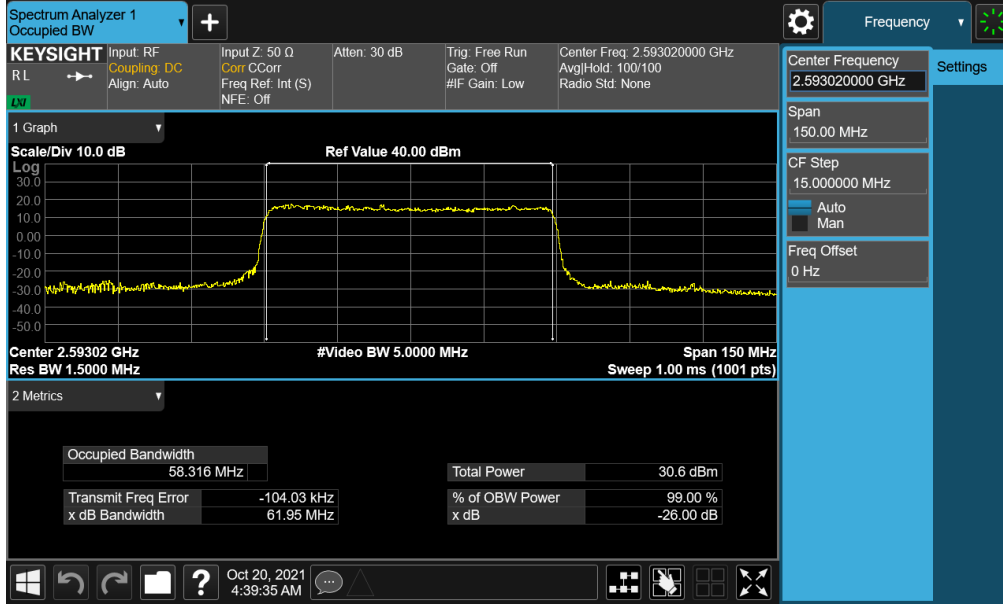 Spectrum Analyzer 1
Occupied BW
+
Frequency
KEYSIGHT
RL
LXI
Input: RF
Coupling: DC
Align: Auto
Input Z: 50 Ω
Corr CCorr
Freq Ref: Int (S)
NFE: Off
Atten: 30 dB
Trig: Free Run
Gate: Off
#IF Gain: Low
Center Freq: 2.593020000 GHz
Avg|Hold: 100/100
Radio Std: None
Center Frequency
2.593020000 GHz
Settings
Span
150.00 MHz
CF Step
15.000000 MHz
Auto
Man
Freq Offset
0 Hz
1 Graph
Scale/Div 10.0 dB
Ref Value 40.00 dBm
Log
30.0
20.0
10.0
0.00
-10.0
-20.0
-30.0
-40.0
-50.0
Center 2.59302 GHz
#Video BW 5.0000 MHz
Span 150 MHz
Res BW 1.5000 MHz
Sweep 1.00 ms (1001 pts)
2 Metrics
Occupied Bandwidth
58.316 MHz
Total Power 30.6 dBm
Transmit Freq Error -104.03 kHz
% of OBW Power 99.00 %
x dB Bandwidth 61.95 MHz
x dB -26.00 dB
?
Oct 20, 2021
4:39:35 AM